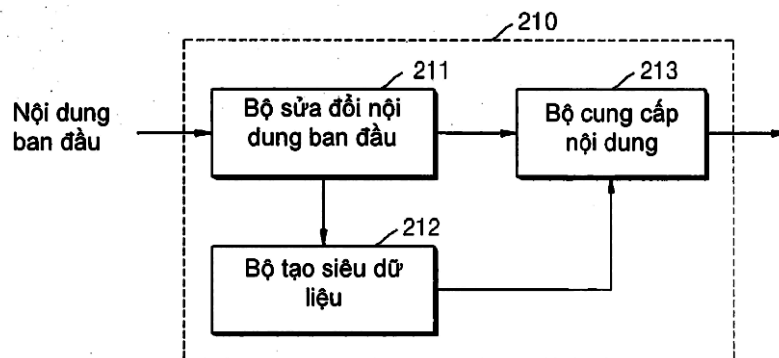 210
211
213
Nội dung
ban đầu
Bộ sửa đổi nội
dung ban đầu
Bộ cung cấp
nội dung
212
Bộ tạo siêu dữ
liệu